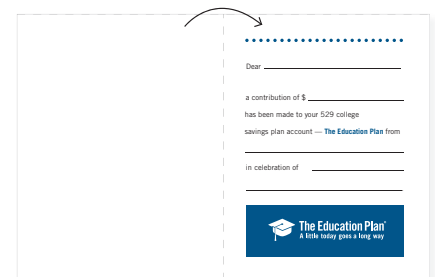 Dear
a contribution of $
has been made to your 529 college
savings plan account — The Education Plan from
in celebration of
The Education Plan®
A little today goes a long way